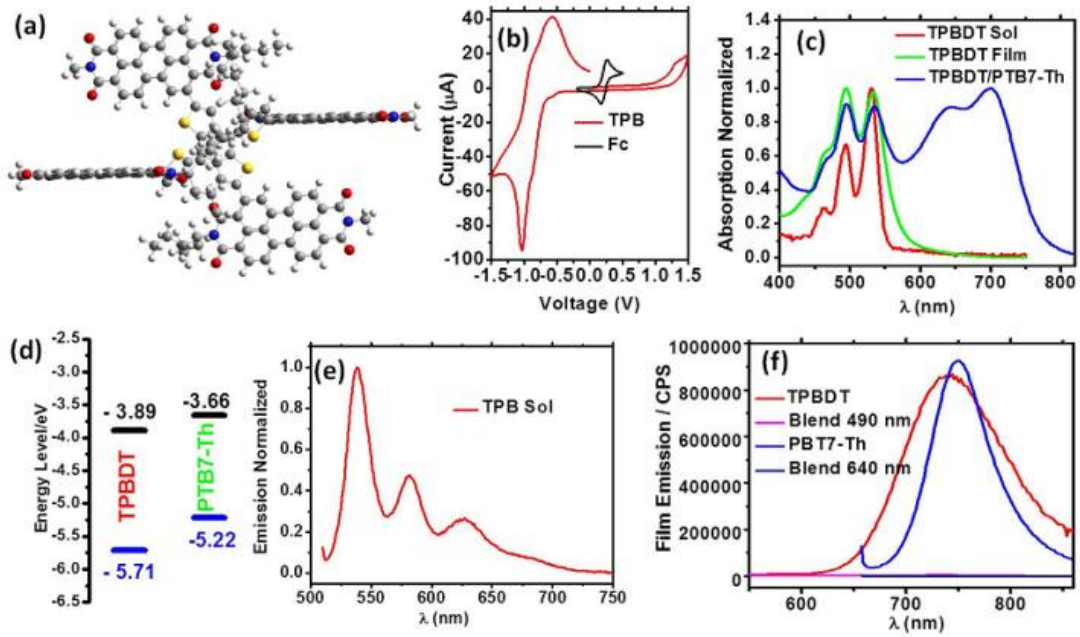 (a)
(b)
40
20
0
-20
-40
-60
-80
-100
Current (µA)
TPB
Fc
-1.5 -1.0 -0.5 0.0 0.5 1.0 1.5
Voltage (V)
(c)
1.4
1.2
1.0
0.8
0.6
0.4
0.2
0.0
Absorption Normalized
TPBDT Sol
TPBDT Film
TPBDT/PTB7-Th
400 500 600 700 800
λ (nm)
(d)
-2.5
-3.0
-3.5
-4.0
-4.5
-5.0
-5.5
-6.0
-6.5
Energy Level/eV
- 3.89
TPBDT
- 5.71
-3.66
PTB7-Th
-5.22
(e)
1.0
0.8
0.6
0.4
0.2
0.0
Emission Normalized
TPB Sol
500 550 600 650 700 750
λ (nm)
(f)
1000000
800000
600000
400000
200000
0
Film Emission / CPS
TPBDT
Blend 490 nm
PBT7-Th
Blend 640 nm
600 700 800
λ (nm)